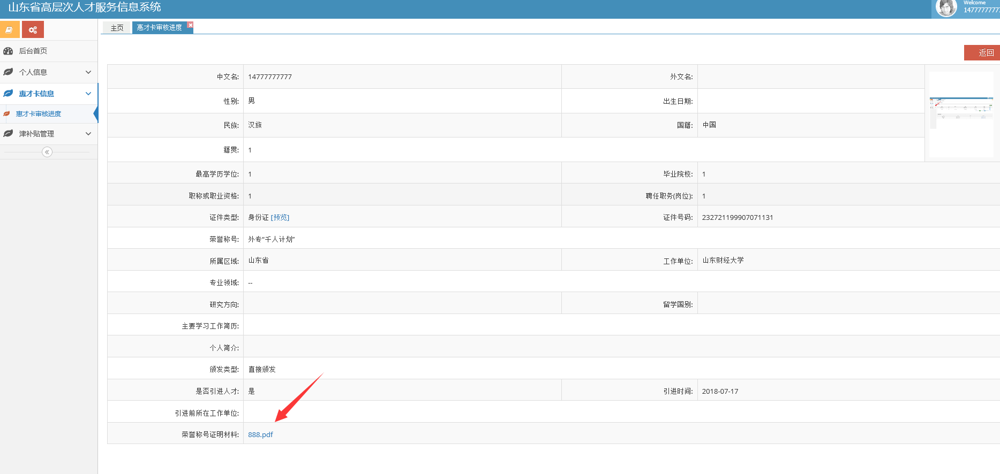 山东省高层次人才服务信息系统
Welcome
1477777777
主页
惠才卡审核进度
后台首页
个人信息
惠才卡信息
惠才卡审核进度
津补贴管理
返回
中文名: 14777777777 外文名:
性别: 男 出生日期:
民族: 汉族 国籍: 中国
籍贯: 1
最高学历学位: 1 毕业院校: 1
职称或职业资格: 1 聘任职务(岗位): 1
证件类型: 身份证 [预览] 证件号码: 232721199907071131
荣誉称号: 外专“千人计划”
所属区域: 山东省 工作单位: 山东财经大学
专业领域: --
研究方向: 留学国别:
主要学习工作简历:
个人简介:
颁发类型: 直接颁发
是否引进人才: 是 引进时间: 2018-07-17
引进前所在工作单位:
荣誉称号证明材料: 888.pdf